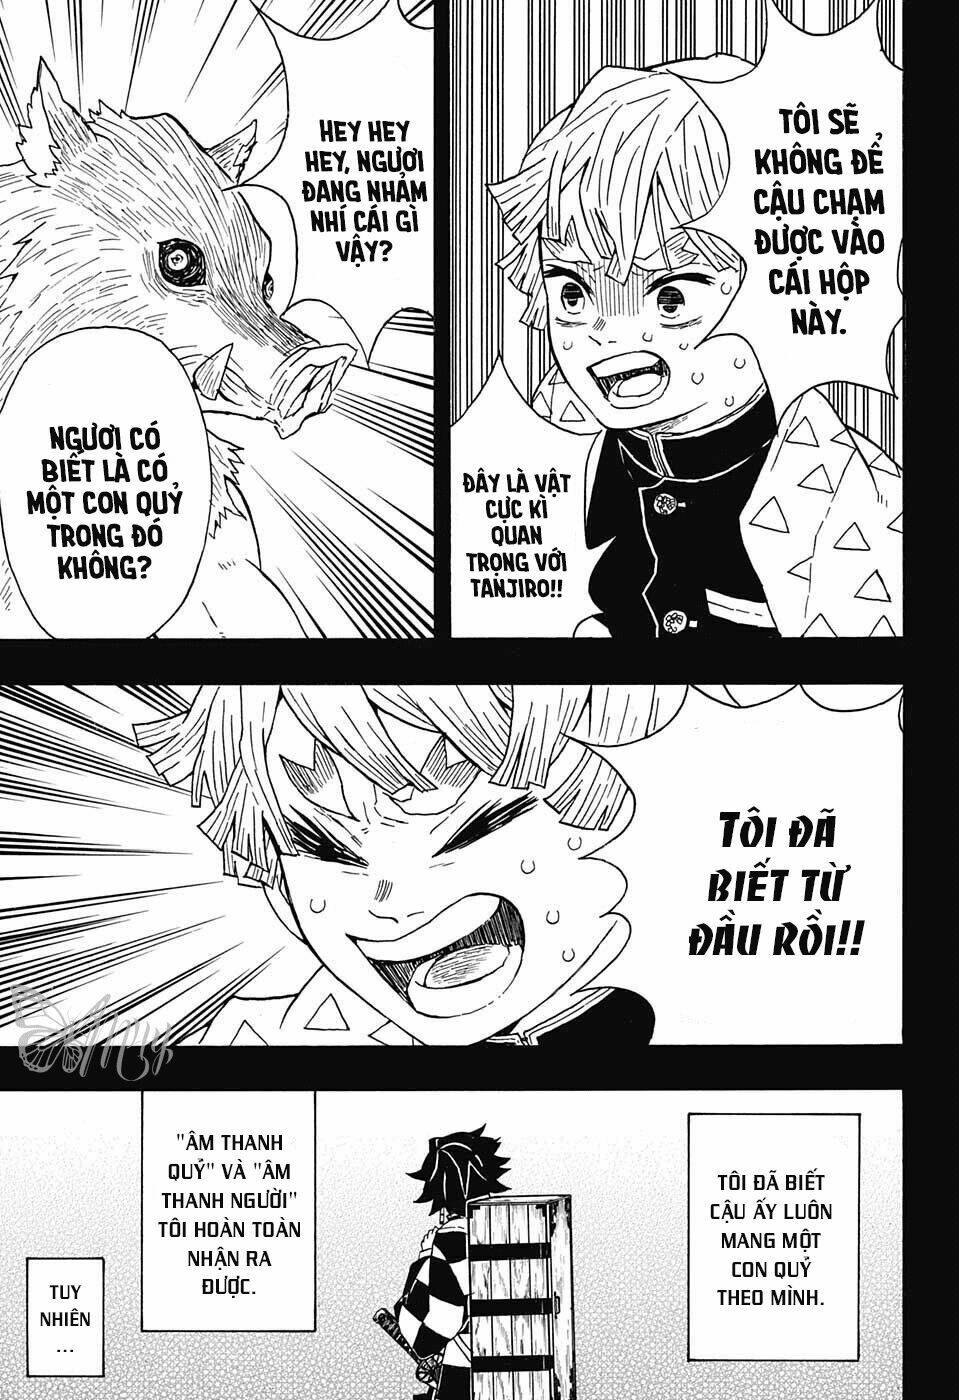 TÔI SẼ
KHÔNG ĐỂ
CẬU CHẠM
ĐƯỢC VÀO
CÁI HỘP
NÀY.
ĐÂY LÀ VẬT
CỰC KÌ
QUAN
TRỌNG VỚI
TANJIRO!!
HEY HEY
HEY, NGƯƠI
ĐANG NHẢM
NHÍ CÁI GÌ
VẬY?
NGƯƠI CÓ
BIẾT LÀ CÓ
MỘT CON QUỶ
TRONG ĐÓ
KHÔNG?
TÔI ĐÃ
BIẾT TỪ
ĐẦU RỒI!!
TÔI ĐÃ BIẾT
CẬU ẤY LUÔN
MANG MỘT
CON QUỶ
THEO MÌNH.
"ÂM THANH
QUỶ" VÀ "ÂM
THANH NGƯỜI"
TÔI HOÀN TOÀN
NHẬN RA
ĐƯỢC.
TUY
NHIÊN
...